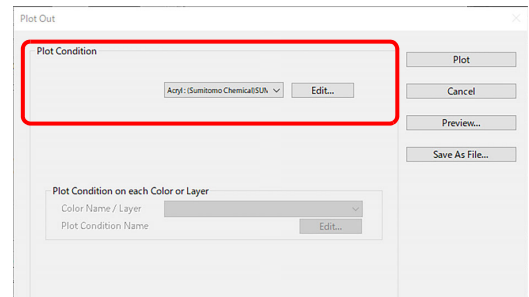 Plot Out
Plot Condition
Acryl : (Sumitomo Chemical)SUM
Edit...
Plot
Cancel
Preview...
Save As File...
Plot Condition on each Color or Layer
Color Name / Layer
Plot Condition Name
Edit...